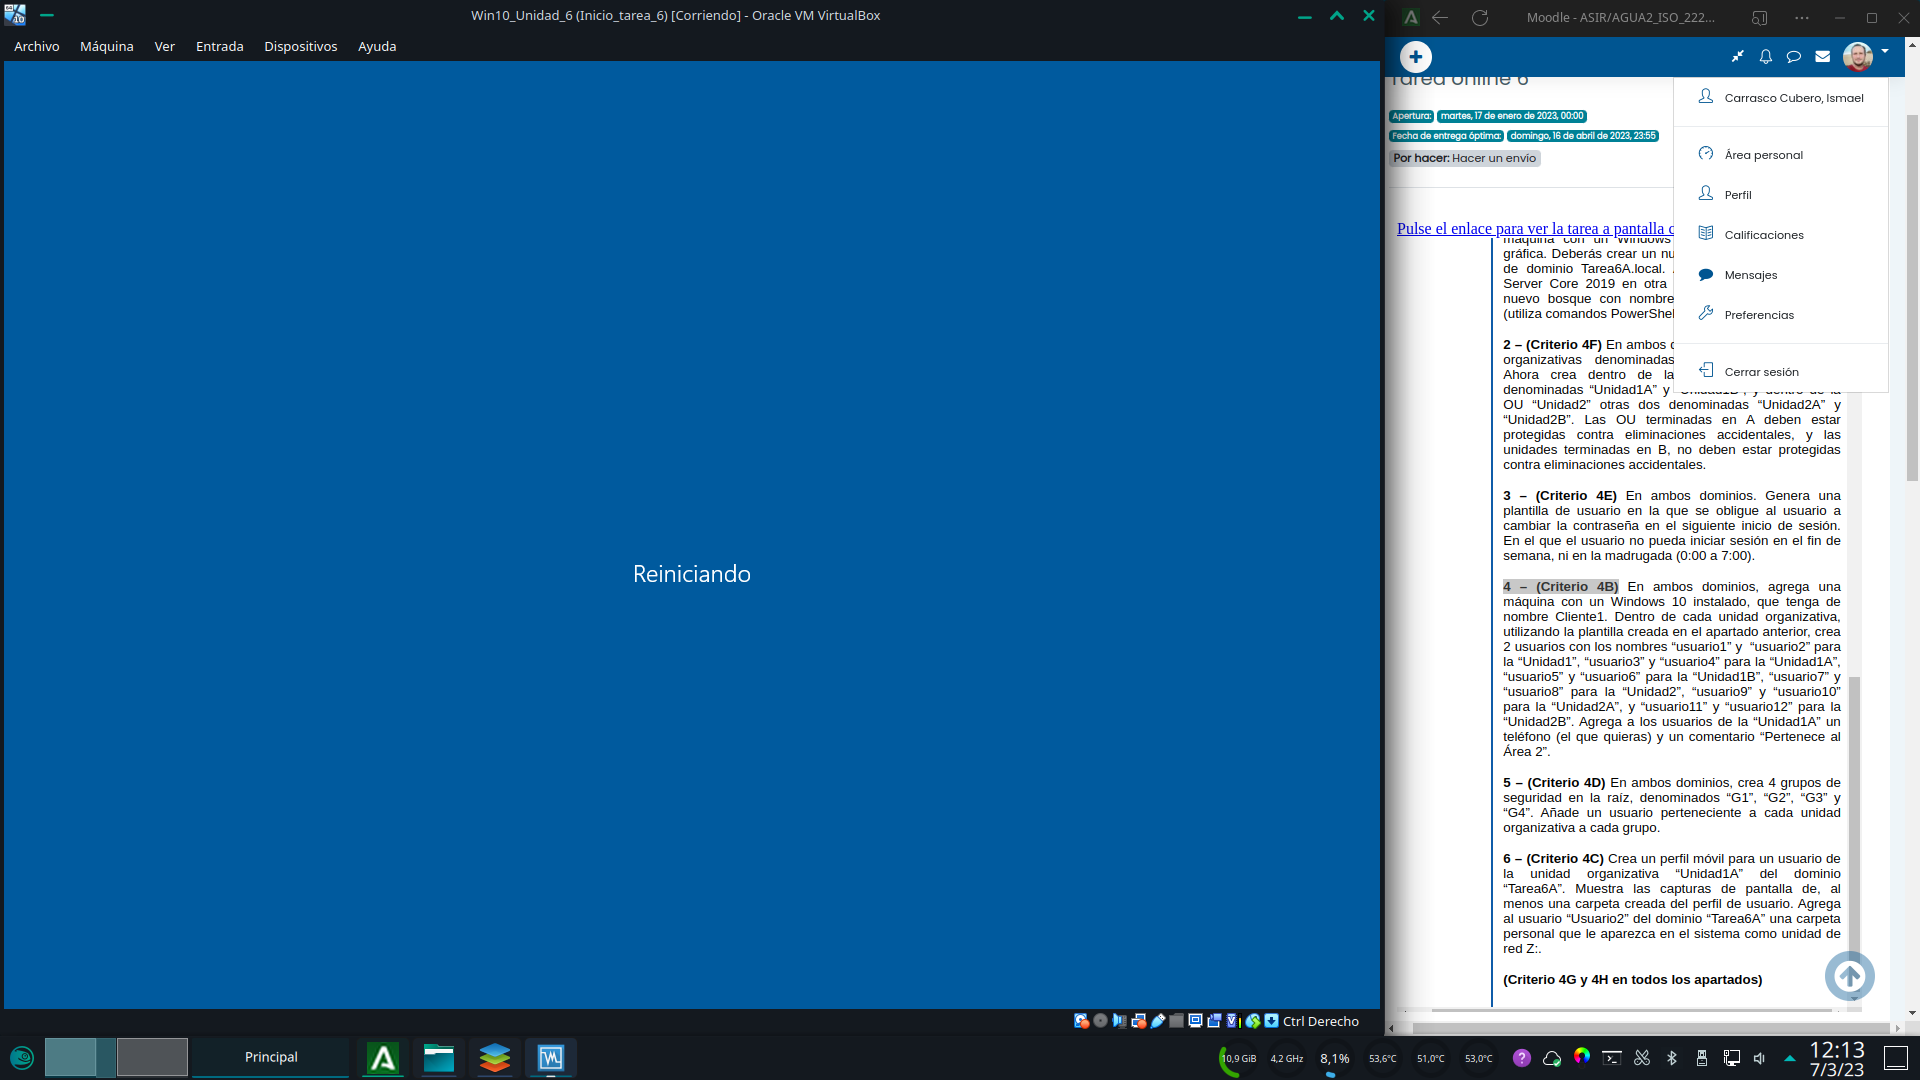 Win10_Unidad_6 (Inicio_tarea_6) [Corriendo] - Oracle VM VirtualBox
Archivo Máquina Ver Entrada Dispositivos Ayuda
Reiniciando
Ctrl Derecho
Moodle - ASIR/AGUA2_ISO_222...
Tarea online 6
Apertura: martes, 17 de enero de 2023, 00:00
Fecha de entrega óptima: domingo, 16 de abril de 2023, 23:55
Por hacer: Hacer un envío
Carrasco Cubero, Ismael
Área personal
Perfil
Calificaciones
Mensajes
Preferencias
Cerrar sesión
Pulse el enlace para ver la tarea a pantalla
máquina con un Windows
gráfica. Deberás crear un
de dominio Tarea6A.local.
Server Core 2019 en otra
nuevo bosque con nombre
(utiliza comandos
2 – (Criterio 4F) En ambos
organizativas denominadas
Ahora crea dentro de la
denominadas “Unidad1A” y “Unidad1B”, y dentro de la
OU “Unidad2” otras dos denominadas “Unidad2A” y
“Unidad2B”. Las OU terminadas en A deben estar
protegidas contra eliminaciones accidentales, y las
unidades terminadas en B, no deben estar protegidas
contra eliminaciones accidentales.
3 – (Criterio 4E) En ambos dominios. Genera una
plantilla de usuario en la que se obligue al usuario a
cambiar la contraseña en el siguiente inicio de sesión.
En el que el usuario no pueda iniciar sesión en el fin de
semana, ni en la madrugada (0:00 a 7:00).
4 – (Criterio 4B) En ambos dominios, agrega una
máquina con un Windows 10 instalado, que tenga de
nombre Cliente1. Dentro de cada unidad organizativa,
utilizando la plantilla creada en el apartado anterior, crea
2 usuarios con los nombres “usuario1” y “usuario2” para
la “Unidad1”, “usuario3” y “usuario4” para la “Unidad1A”,
“usuario5” y “usuario6” para la “Unidad1B”, “usuario7” y
“usuario8” para la “Unidad2”, “usuario9” y “usuario10”
para la “Unidad2A”, y “usuario11” y “usuario12” para la
“Unidad2B”. Agrega a los usuarios de la “Unidad1A” un
teléfono (el que quieras) y un comentario “Pertenece al
Área 2”.
5 – (Criterio 4D) En ambos dominios, crea 4 grupos de
seguridad en la raíz, denominados “G1”, “G2”, “G3” y
“G4”. Añade un usuario perteneciente a cada unidad
organizativa a cada grupo.
6 – (Criterio 4C) Crea un perfil móvil para un usuario de
la unidad organizativa “Unidad1A” del dominio
“Tarea6A”. Muestra las capturas de pantalla de, al
menos una carpeta creada del perfil de usuario. Agrega
al usuario “Usuario2” del dominio “Tarea6A” una carpeta
personal que le aparezca en el sistema como unidad de
red Z:.
(Criterio 4G y 4H en todos los apartados)
Principal
10,9 GiB 4,2 GHz 8,1% 53,6°C 51,0°C 53,0°C
12:13
7/3/23